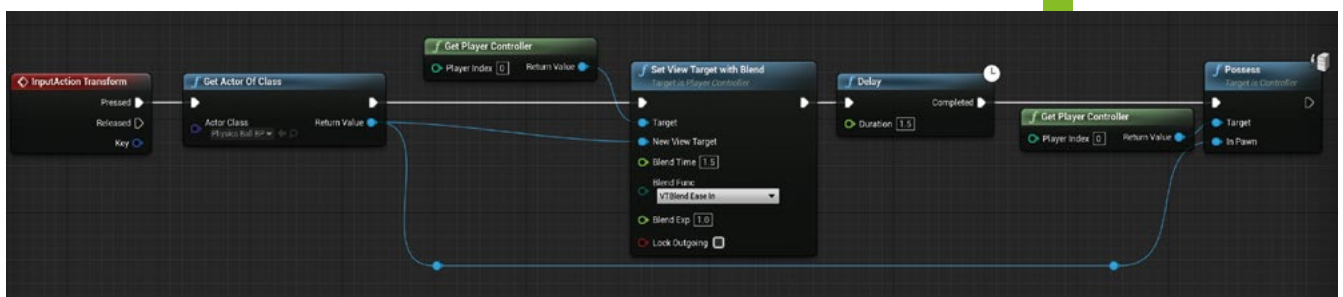 InputAction Transform
Pressed
Released
Key
f Get Actor Of Class
Actor Class
Physics Ball BP
Return Value
f Get Player Controller
Player Index 0
Return Value
f Set View Target with Blend
Target is Player Controller
Target
New View Target
Blend Time 1.5
Blend Func
VTBlend Ease In
Blend Exp 1.0
Lock Outgoing
f Delay
Completed
Duration 1.5
f Get Player Controller
Player Index 0
Return Value
f Possess
Target is Controller
Target
In Pawn